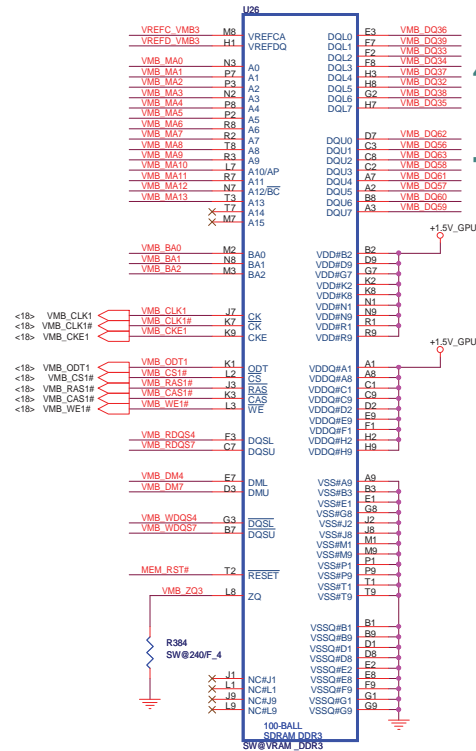 U26
VREFC_VMB3 M8 VREFCA DQL0 E3 VMB_DQ36
VREFD_VMB3 H1 VREFDQ DQL1 F7 VMB_DQ39
DQL2 F2 VMB_DQ33
VMB_MA0 N3 A0 DQL3 F8 VMB_DQ34
VMB_MA1 P7 A1 DQL4 H3 VMB_DQ37
VMB_MA2 P3 A2 DQL5 H8 VMB_DQ32
VMB_MA3 N2 A3 DQL6 G2 VMB_DQ38
VMB_MA4 P8 A4 DQL7 H7 VMB_DQ35
VMB_MA5 P2 A5
VMB_MA6 R8 A6
VMB_MA7 R2 A7 DQU0 D7 VMB_DQ62
VMB_MA8 T8 A8 DQU1 C3 VMB_DQ56
VMB_MA9 R3 A9 DQU2 C8 VMB_DQ63
VMB_MA10 L7 A10/AP DQU3 C2 VMB_DQ58
VMB_MA11 R7 A11 DQU4 A7 VMB_DQ61
VMB_MA12 N7 A12/BC DQU5 A2 VMB_DQ57
VMB_MA13 T3 A13 DQU6 B8 VMB_DQ60
T7 A14 DQU7 A3 VMB_DQ59
M7 A15
+1.5V_GPU
VMB_BA0 M2 BA0 VDD#B2 B2
VMB_BA1 N8 BA1 VDD#D9 D9
VMB_BA2 M3 BA2 VDD#G7 G7
VDD#K2 K2
VDD#K8 K8
VDD#N1 N1
<18> VMB_CLK1 VMB_CLK1 J7 CK VDD#N9 N9
<18> VMB_CLK1# VMB_CLK1# K7 CK VDD#R1 R1
<18> VMB_CKE1 VMB_CKE1 K9 CKE VDD#R9 R9
+1.5V_GPU
<18> VMB_ODT1 VMB_ODT1 K1 ODT VDDQ#A1 A1
<18> VMB_CS1# VMB_CS1# L2 CS VDDQ#A8 A8
<18> VMB_RAS1# VMB_RAS1# J3 RAS VDDQ#C1 C1
<18> VMB_CAS1# VMB_CAS1# K3 CAS VDDQ#C9 C9
<18> VMB_WE1# VMB_WE1# L3 WE VDDQ#D2 D2
VDDQ#E9 E9
VDDQ#F1 F1
VMB_RDQS4 F3 DQSL VDDQ#H2 H2
VMB_RDQS7 C7 DQSU VDDQ#H9 H9
VMB_DM4 E7 DML VSS#A9 A9
VMB_DM7 D3 DMU VSS#B3 B3
VSS#E1 E1
VSS#G8 G8
VMB_WDQS4 G3 DQSL VSS#J2 J2
VMB_WDQS7 B7 DQSU VSS#J8 J8
VSS#M1 M1
VSS#M9 M9
VSS#P1 P1
MEM_RST# T2 RESET VSS#P9 P9
VSS#T1 T1
VMB_ZQ3 L8 ZQ VSS#T9 T9
VSSQ#B1 B1
VSSQ#B9 B9
R384 VSSQ#D1 D1
SW@240/F_4 VSSQ#D8 D8
VSSQ#E2 E2
J1 NC#J1 VSSQ#E8 E8
L1 NC#L1 VSSQ#F9 F9
J9 NC#J9 VSSQ#G1 G1
L9 NC#L9 VSSQ#G9 G9
100-BALL
SDRAM DDR3
SW@VRAM _DDR3